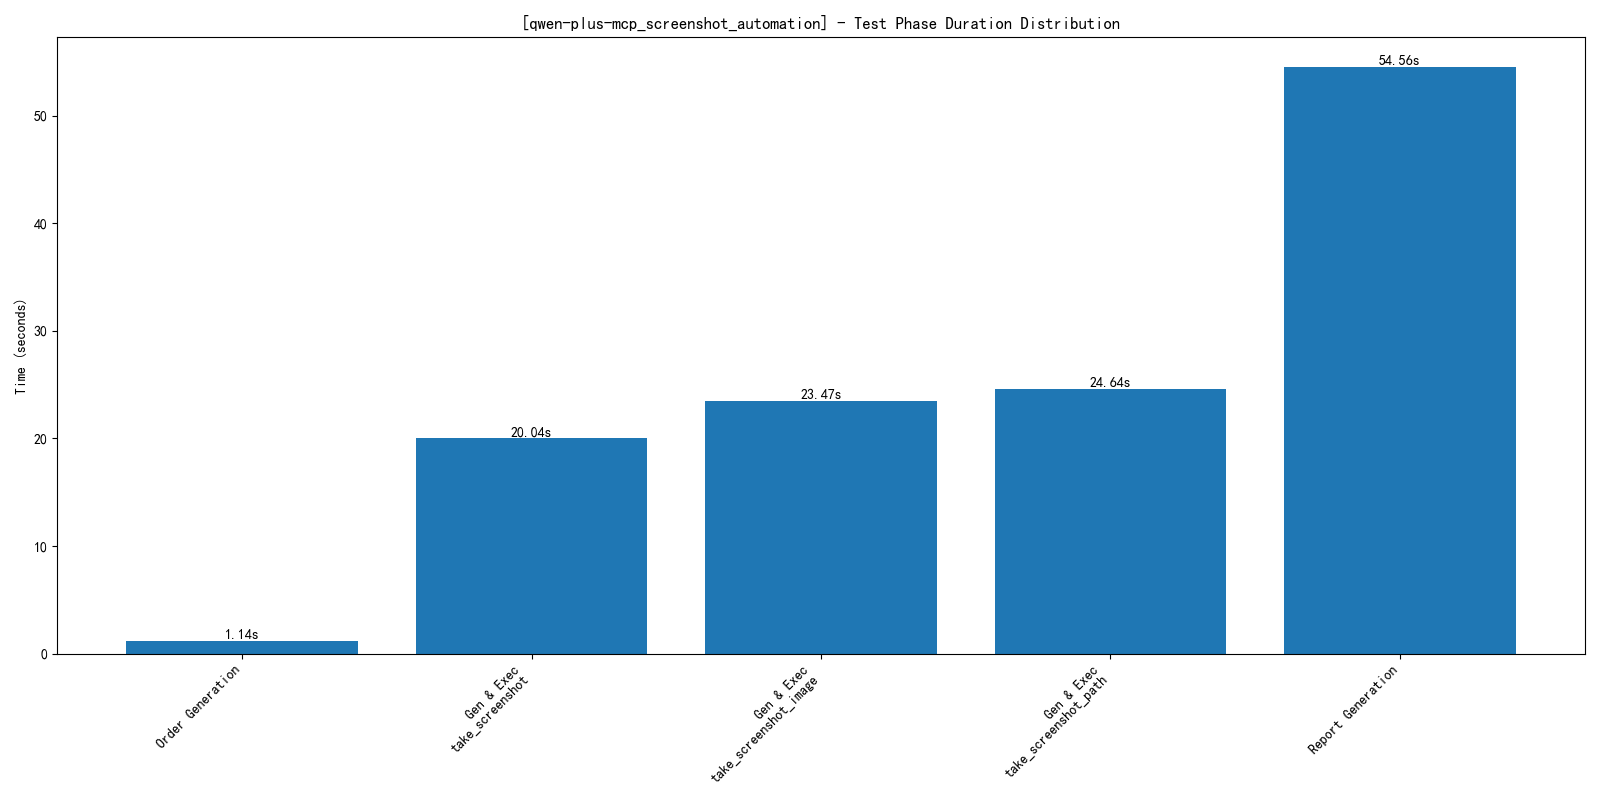 [qwen-plus-mcp_screenshot_automation] - Test Phase Duration Distribution
Time (seconds)
50
40
30
20
10
0
1.14s
20.04s
23.47s
24.64s
54.56s
Order Generation
Gen & Exec
take_screenshot
Gen & Exec
take_screenshot_image
Gen & Exec
take_screenshot_path
Report Generation